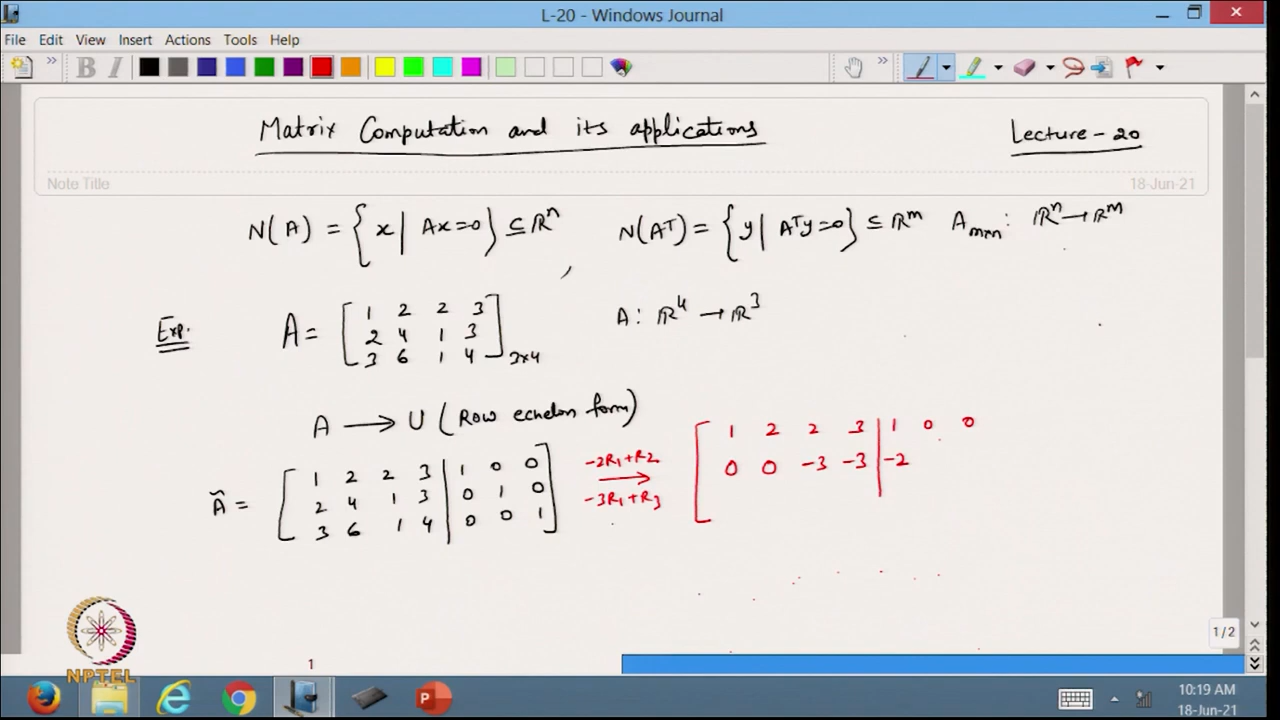 L-20 - Windows Journal
File Edit View Insert Actions Tools Help
B I
Matrix Computation and its applications
Lecture - 20
Note Title
18-Jun-21
N(A) = { x | Ax=0 } ⊆ ℝⁿ , N(Aᵀ) = { y | Aᵀy=0 } ⊆ ℝᵐ A m×n : ℝⁿ → ℝᵐ
Exp. A = [ 1 2 2 3
2 4 1 3
3 6 1 4 ] 3×4
A : ℝ⁴ → ℝ³
A → U ( Row echelon form )
Ã = [ 1 2 2 3 | 1 0 0
2 4 1 3 | 0 1 0
3 6 1 4 | 0 0 1 ]
-2R₁+R₂
→
-3R₁+R₃
[ 1 2 2 3 | 1 0 0
0 0 -3 -3 | -2
1/2
NPTEL
1
P
10:19 AM
18-Jun-21